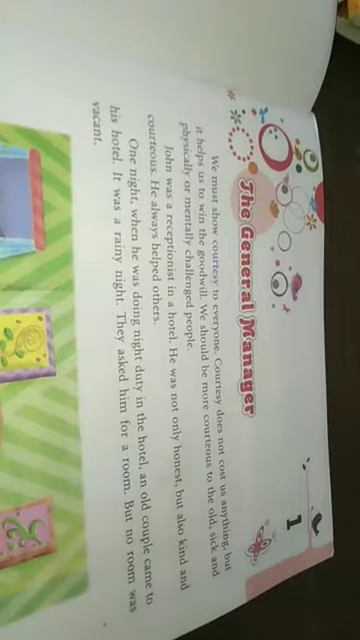 1
The General Manager
We must show courtesy to everyone. Courtesy does not cost us anything, but
it helps us to win the goodwill. We should be more courteous to the old, sick and
physically or mentally challenged people.
John was a receptionist in a hotel. He was not only honest, but also kind and
courteous. He always helped others.
One night, when he was doing night duty in the hotel, an old couple came to
his hotel. It was a rainy night. They asked him for a room. But no room was
vacant.